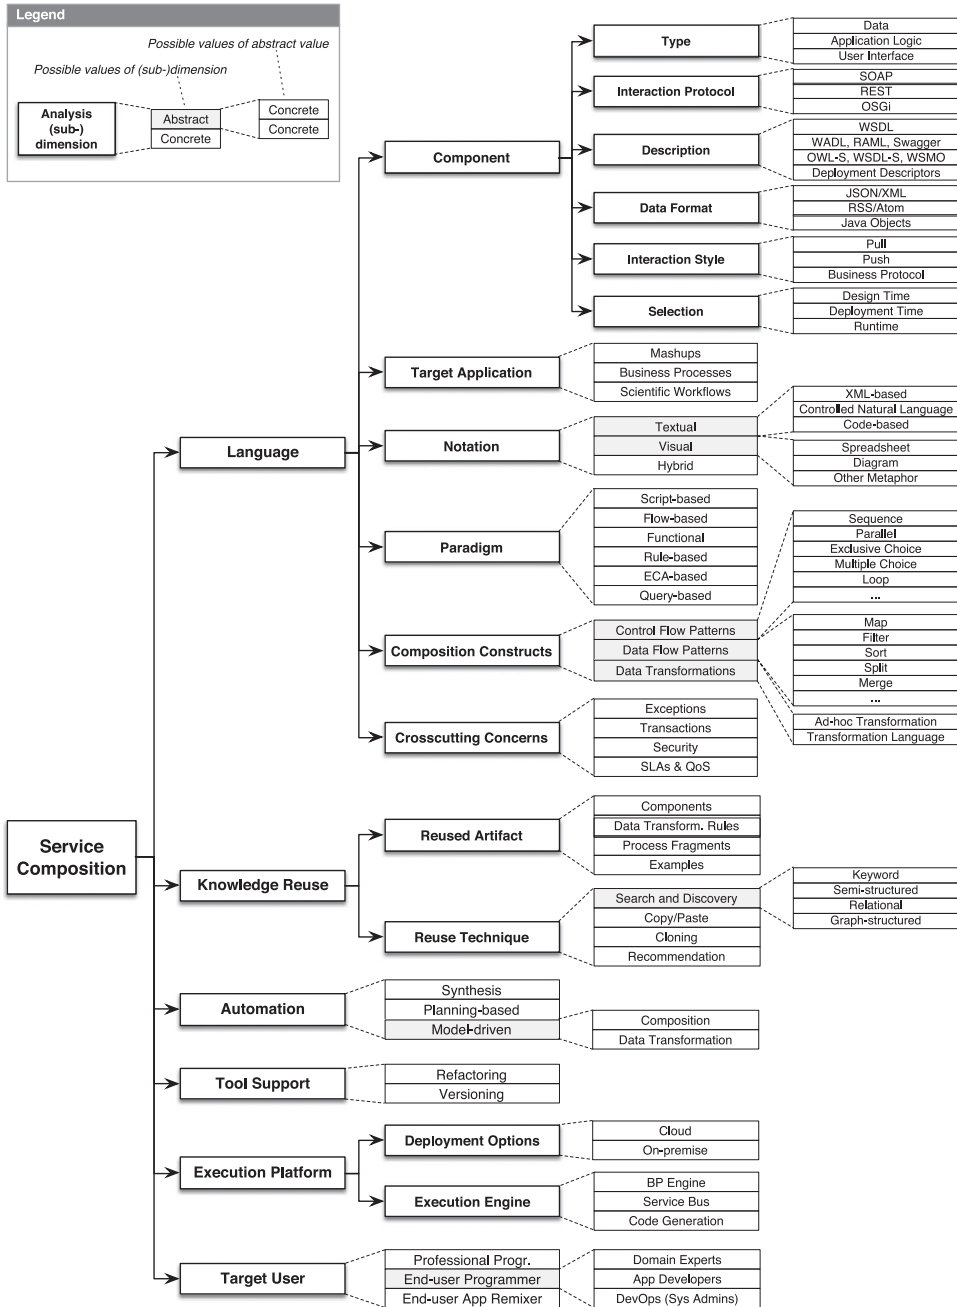 Legend
Possible values of abstract value
Possible values of (sub-)dimension
Analysis
(sub-)
dimension
Abstract
Concrete
Concrete
Concrete
Service
Composition
Language
Component
Type
Data
Application Logic
User Interface
Interaction Protocol
SOAP
REST
OSGi
Description
WSDL
WADL, RAML, Swagger
OWL-S, WSDL-S, WSMO
Deployment Descriptors
Data Format
JSON/XML
RSS/Atom
Java Objects
Interaction Style
Pull
Push
Business Protocol
Selection
Design Time
Deployment Time
Runtime
Target Application
Mashups
Business Processes
Scientific Workflows
Notation
Textual
Visual
Hybrid
XML-based
Controlled Natural Language
Code-based
Spreadsheet
Diagram
Other Metaphor
Paradigm
Script-based
Flow-based
Functional
Rule-based
ECA-based
Query-based
Composition Constructs
Control Flow Patterns
Data Flow Patterns
Data Transformations
Sequence
Parallel
Exclusive Choice
Multiple Choice
Loop
...
Map
Filter
Sort
Split
Merge
...
Ad-hoc Transformation
Transformation Language
Crosscutting Concerns
Exceptions
Transactions
Security
SLAs & QoS
Knowledge Reuse
Reused Artifact
Components
Data Transform. Rules
Process Fragments
Examples
Reuse Technique
Search and Discovery
Copy/Paste
Cloning
Recommendation
Keyword
Semi-structured
Relational
Graph-structured
Automation
Synthesis
Planning-based
Model-driven
Composition
Data Transformation
Tool Support
Refactoring
Versioning
Execution Platform
Deployment Options
Cloud
On-premise
Execution Engine
BP Engine
Service Bus
Code Generation
Target User
Professional Progr.
End-user Programmer
End-user App Remixer
Domain Experts
App Developers
DevOps (Sys Admins)